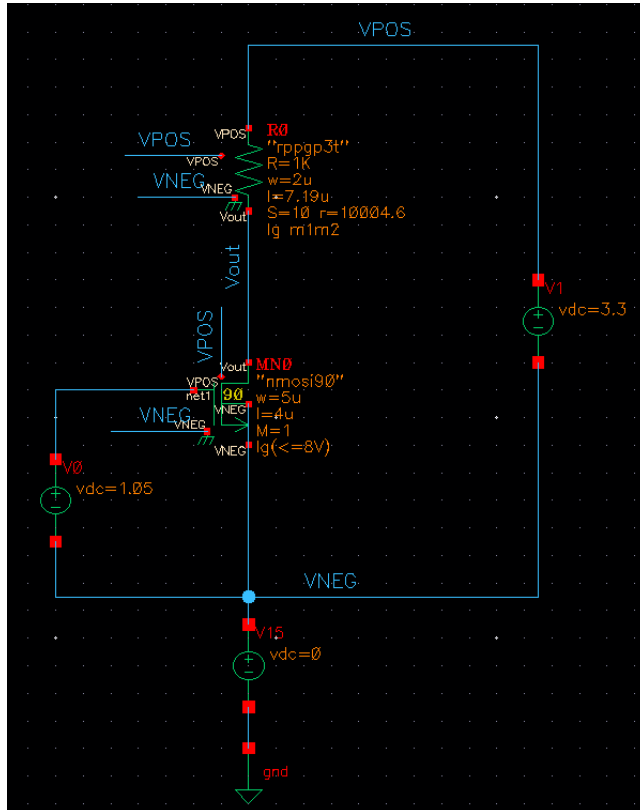 VPOS
R0
VPOS
"rppgp3t"
VPOS
VPOS
R=1K
VNEG
VNEG
w=2u
l=7.19u
Vout
S=10 r=10004.6
lg m1m2
Vout
V1
vdc=3.3
VPOS
Vout
MN0
VPOS
"nmosi90"
net1
90
w=5u
VNEG
VNEG
VNEG
l=4u
M=1
VNEG
lg(<=8V)
V0
vdc=1.05
VNEG
V15
vdc=0
gnd